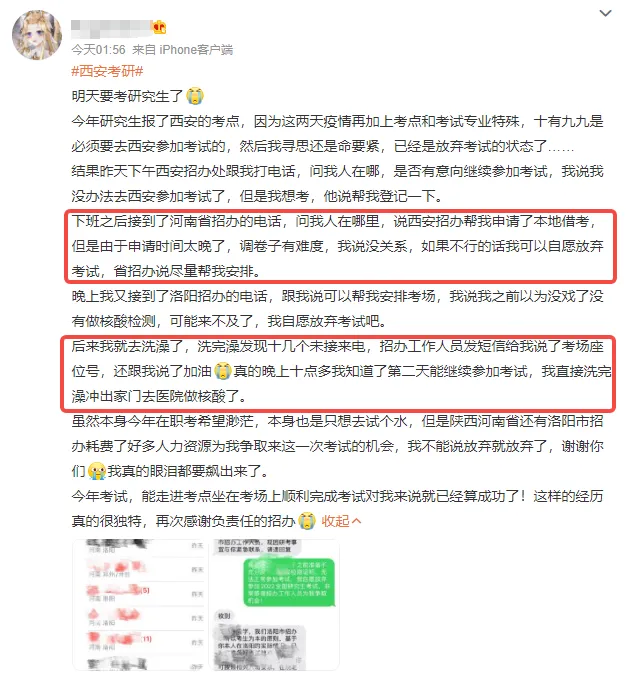 今天01:56 来自 iPhone客户端
#西安考研#
明天要考研究生了
今年研究生报了西安的考点，因为这两天疫情再加上考点和考试专业特殊，十有九九是
必须要去西安参加考试的，然后我寻思还是命要紧，已经是放弃考试的状态了……
结果昨天下午西安招办处跟我打电话，问我人在哪，是否有意向继续参加考试，我说我
没办法去西安参加考试了，但是我想考，他说帮我登记一下。
下班之后接到了河南省招办的电话，问我人在哪里，说西安招办帮我申请了本地借考，
但是由于申请时间太晚了，调卷子有难度，我说没关系，如果不行的话我可以自愿放弃
考试，省招办说尽量帮我安排。
晚上我又接到了洛阳招办的电话，跟我说可以帮我安排考场，我说我之前以为没戏了没
有做核酸检测，可能来不及了，我自愿放弃考试吧。
后来我就去洗澡了，洗完澡发现十几个未接来电，招办工作人员发短信给我说了考场座
位号，还跟我说了加油真的晚上十点多我知道了第二天能继续参加考试，我直接洗完
澡冲出家门去医院做核酸了。
虽然本身今年在职考希望渺茫，本身也是只想去试个水，但是陕西河南省还有洛阳市招
办耗费了好多人力资源为我争取来这一次考试的机会，我不能说放弃就放弃了，谢谢你
们我真的眼泪都要飙出来了。
今年考试，能走进考点坐在考场上顺利完成考试对我来说就已经算成功了！这样的经历
真的很独特，再次感谢负责任的招办 收起
河南 洛阳
昨天
(5)
昨天
昨天
(1)
昨天
收到